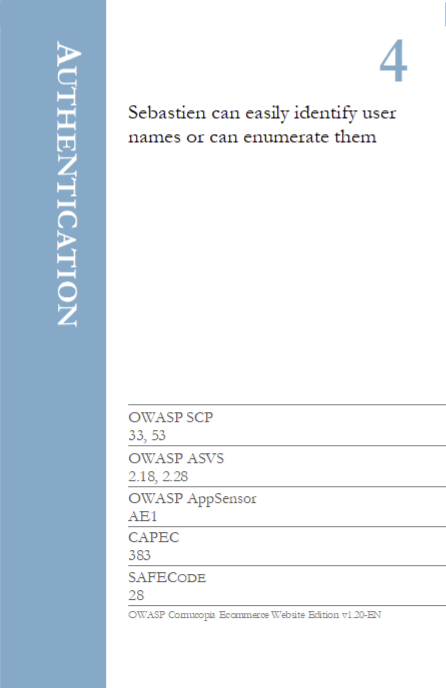 AUTHENTICATION
4
Sebastien can easily identify user
names or can enumerate them
OWASP SCP
33, 53
OWASP ASVS
2.18, 2.28
OWASP AppSensor
AE1
CAPEC
383
SAFECODE
28
OWASP Cornucopia Ecommerce Website Edition v1.20-EN